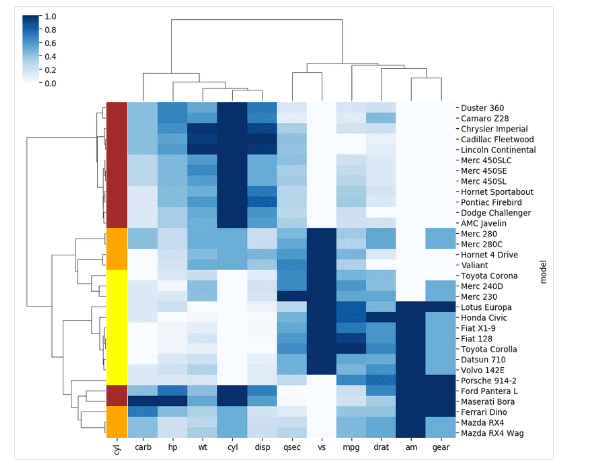 1.0
0.8
0.6
0.4
0.2
0.0
Duster 360
Camaro Z28
Chrysler Imperial
Cadillac Fleetwood
Lincoln Continental
Merc 450SLC
Merc 450SE
Merc 450SL
Hornet Sportabout
Pontiac Firebird
Dodge Challenger
AMC Javelin
Merc 280
Merc 280C
Hornet 4 Drive
Valiant
Toyota Corona
Merc 240D
Merc 230
Lotus Europa
Honda Civic
Fiat X1-9
Fiat 128
Toyota Corolla
Datsun 710
Volvo 142E
Porsche 914-2
Ford Pantera L
Maserati Bora
Ferrari Dino
Mazda RX4
Mazda RX4 Wag
model
cyl carb hp wt cyl disp qsec vs mpg drat am gear